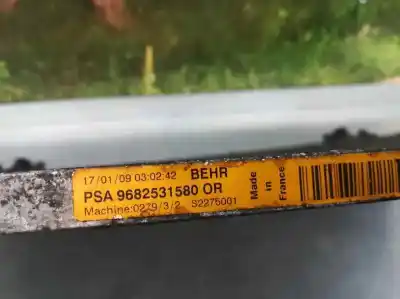 17/01/09 03:02:42 BEHR
PSA 9682531580 OR
Machine:0279/3/2 S2275001
Made in France